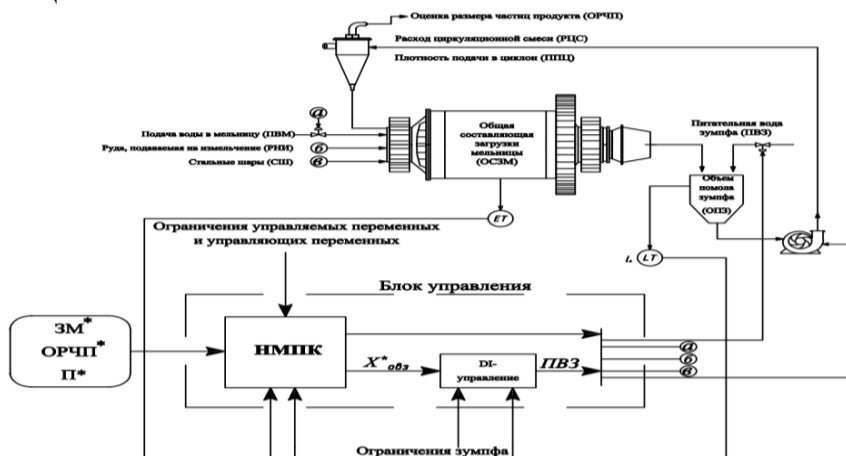 Оценка размера частиц продукта (ОРЧП)
Расход циркуляционной смеси (РЦС)
Плотность подачи в циклон (ППЦ)
а
Подача воды в мельницу (ПВМ)
Руда, подаваемая на измельчение (РНИ)
б
Стальные шары (СШ)
в
Общая
составляющая
загрузки
мельницы
(ОСЗМ)
Питательная вода
зумпфа (ПВЗ)
Объем
помола
зумпфа
(ОПЗ)
ET
LT
Ограничения управляемых переменных
и управляющих переменных
Блок управления
ЗМ*
ОРЧП*
П*
НМПК
X*обз
DI-
управление
ПВЗ
а
б
в
Ограничения зумпфа